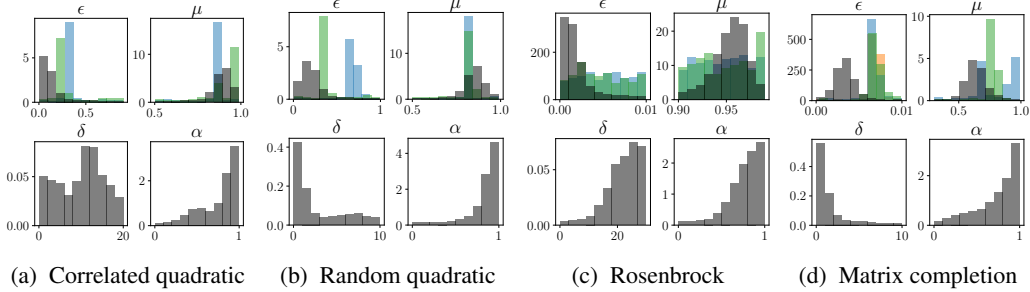 ϵ μ ϵ μ ϵ μ ϵ μ
5 10 5 10 200 20 750 10
0 0 0 10 500 5
250
0 0 0 0
0.0 0.5 0.5 1.0 0 1 0.5 1.0 0.00 0.01 0.90 0.95 0.00 0.01 0.5 1.0
δ α δ α δ α δ α
0.05 2 0.4 4 0.05 2 0.4 2
0.2 2 1 0.2
0.00 0 0.0 0 0.00 0 0.0 0
0 20 0 1 0 10 0 1 0 20 0 1 0 10 0 1
(a) Correlated quadratic (b) Random quadratic (c) Rosenbrock (d) Matrix completion